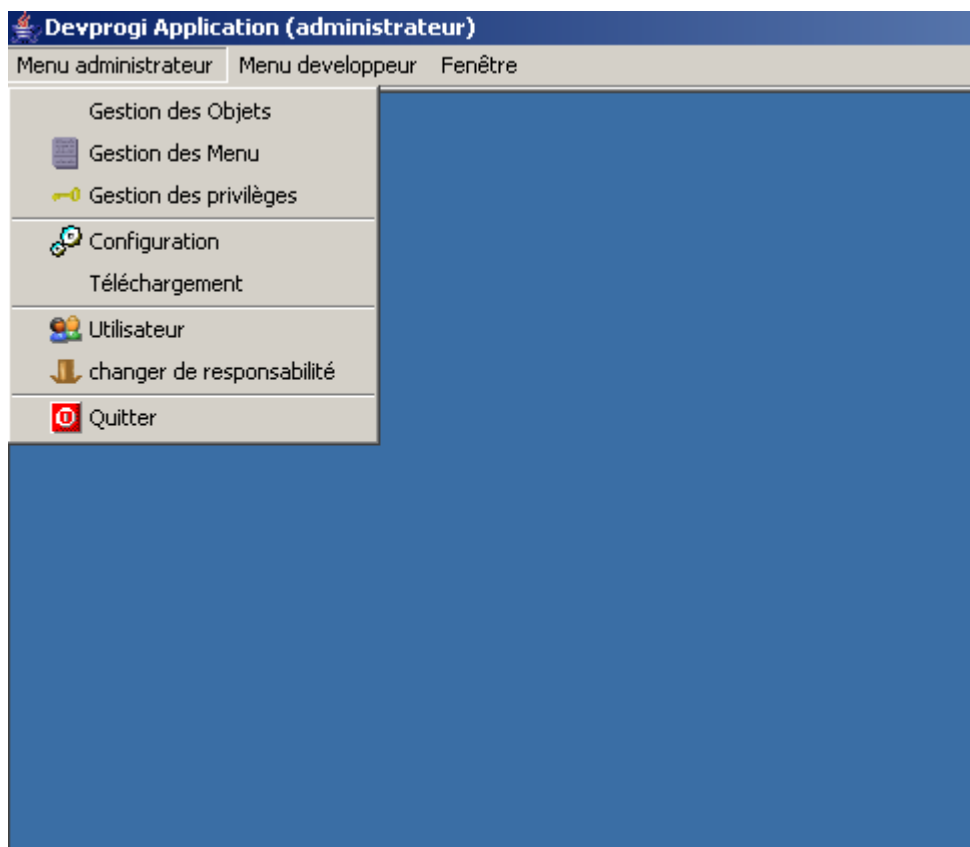 Devprogi Application (administrateur)
Menu administrateur Menu developpeur Fenêtre
Gestion des Objets
Gestion des Menu
Gestion des privilèges
Configuration
Téléchargement
Utilisateur
changer de responsabilité
Quitter